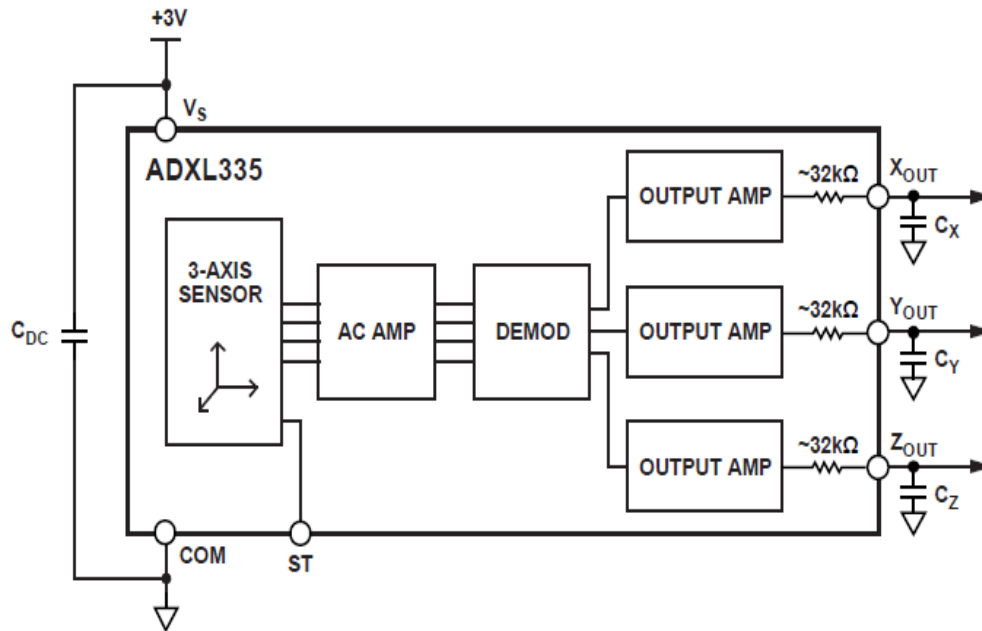 +3V
VS
ADXL335
3-AXIS
SENSOR
AC AMP
DEMOD
OUTPUT AMP
~32kΩ
XOUT
CX
OUTPUT AMP
~32kΩ
YOUT
CY
OUTPUT AMP
~32kΩ
ZOUT
CZ
CDC
COM
ST